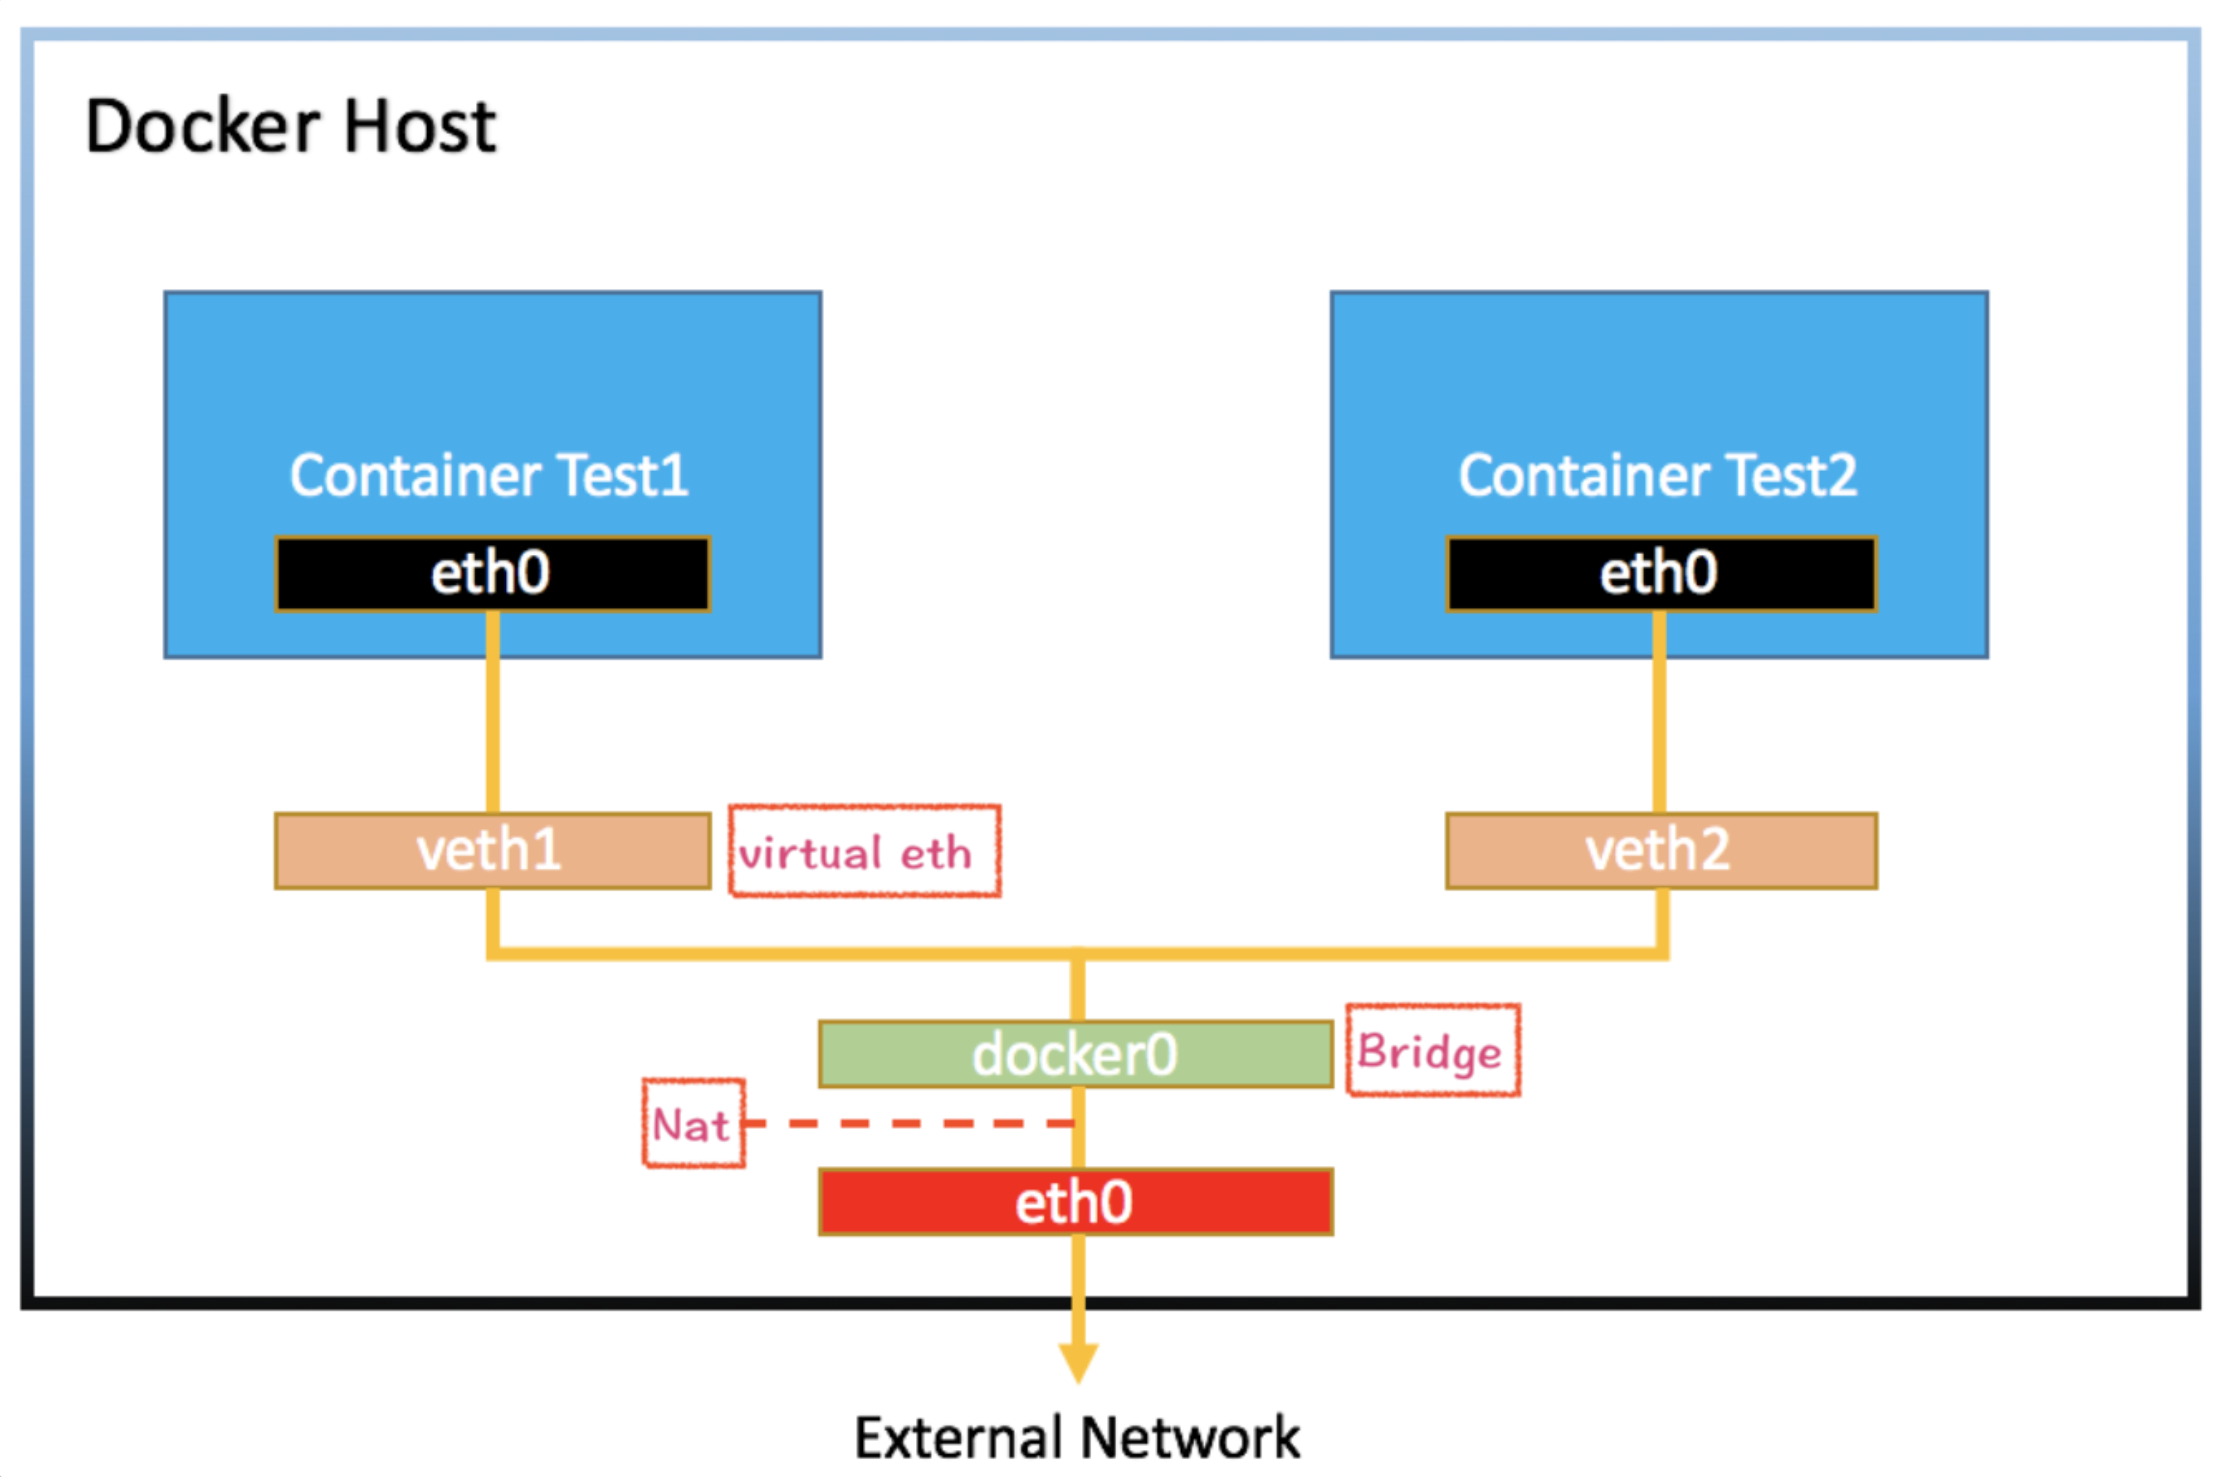 Docker Host
Container Test1
eth0
Container Test2
eth0
veth1
virtual eth
veth2
docker0
Bridge
Nat
eth0
External Network